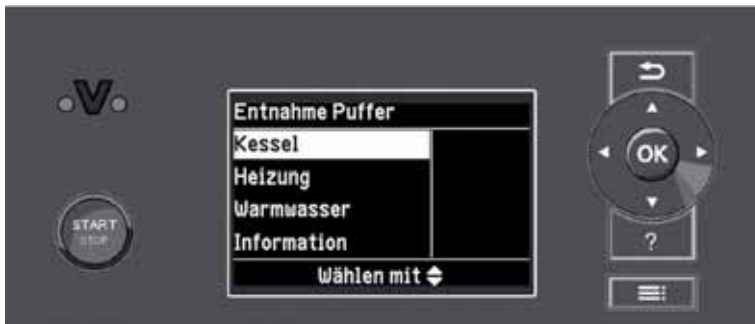 V
Entnahme Puffer
Kessel
Heizung
Warmwasser
Information
Wählen mit
START
STOP
OK
?